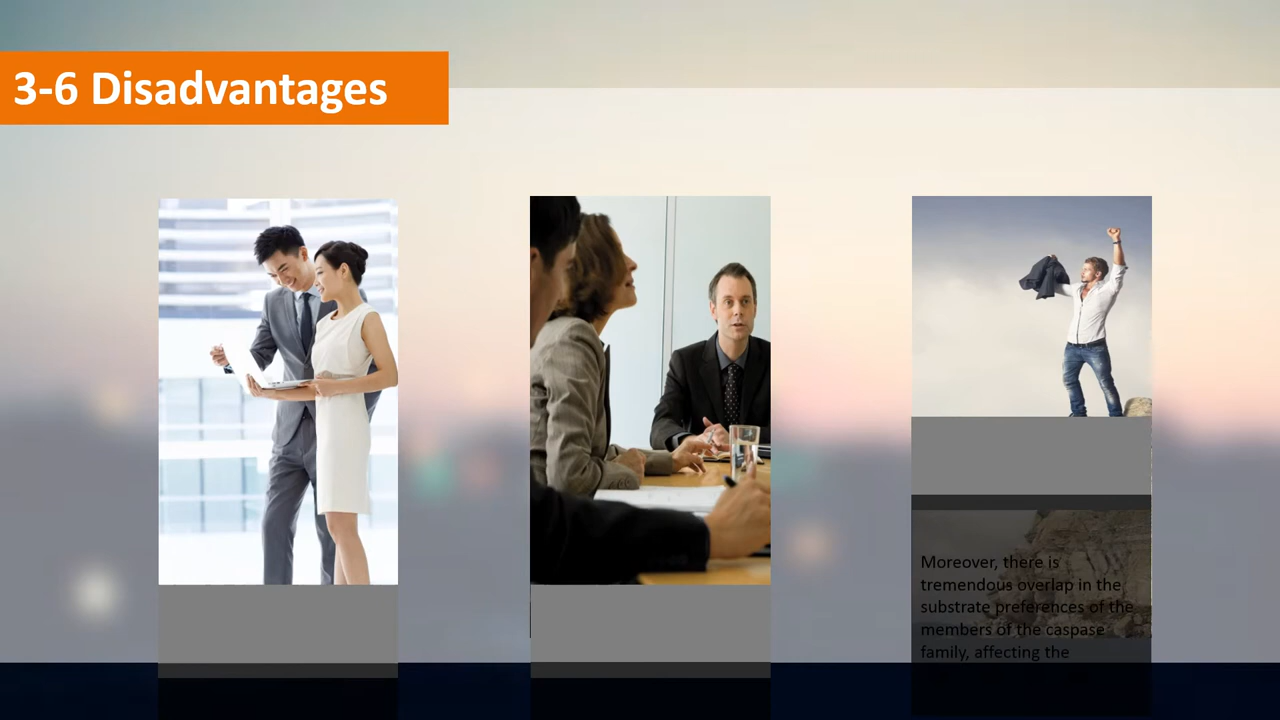 3-6 Disadvantages
Moreover, there is
tremendous overlap in the
substrate preferences of the
members of the caspase
family, affecting the